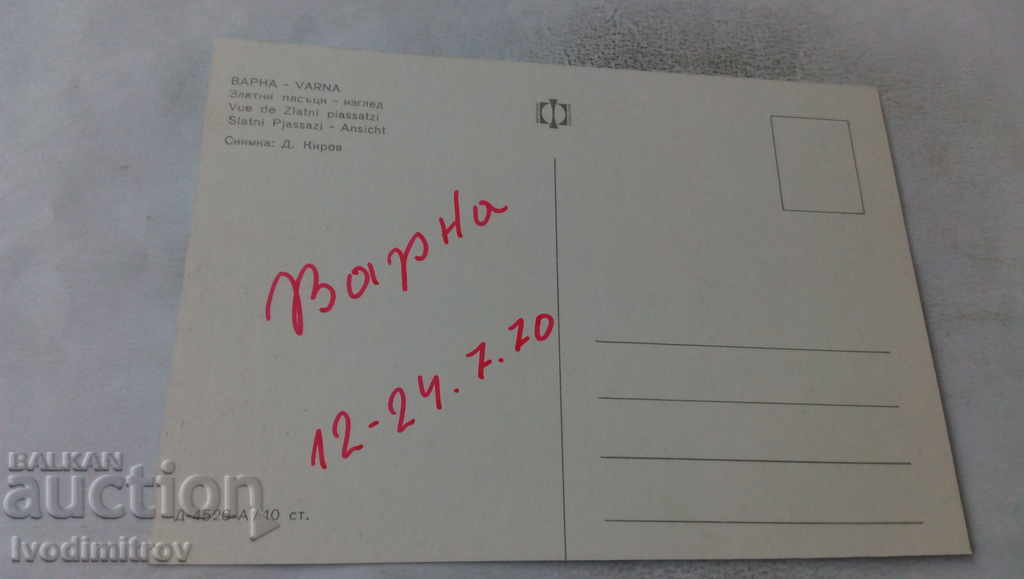 ВАРНА - VARNA
Златни пясъци - изглед
Vue de Zlatni piassatzi
Slatni Pjassazi - Ansicht
Снимка: Д. Киров
Варна
12-24.7.70
Д-4526-А / 10 ст.
BALKAN
auction
Ivodimitrov